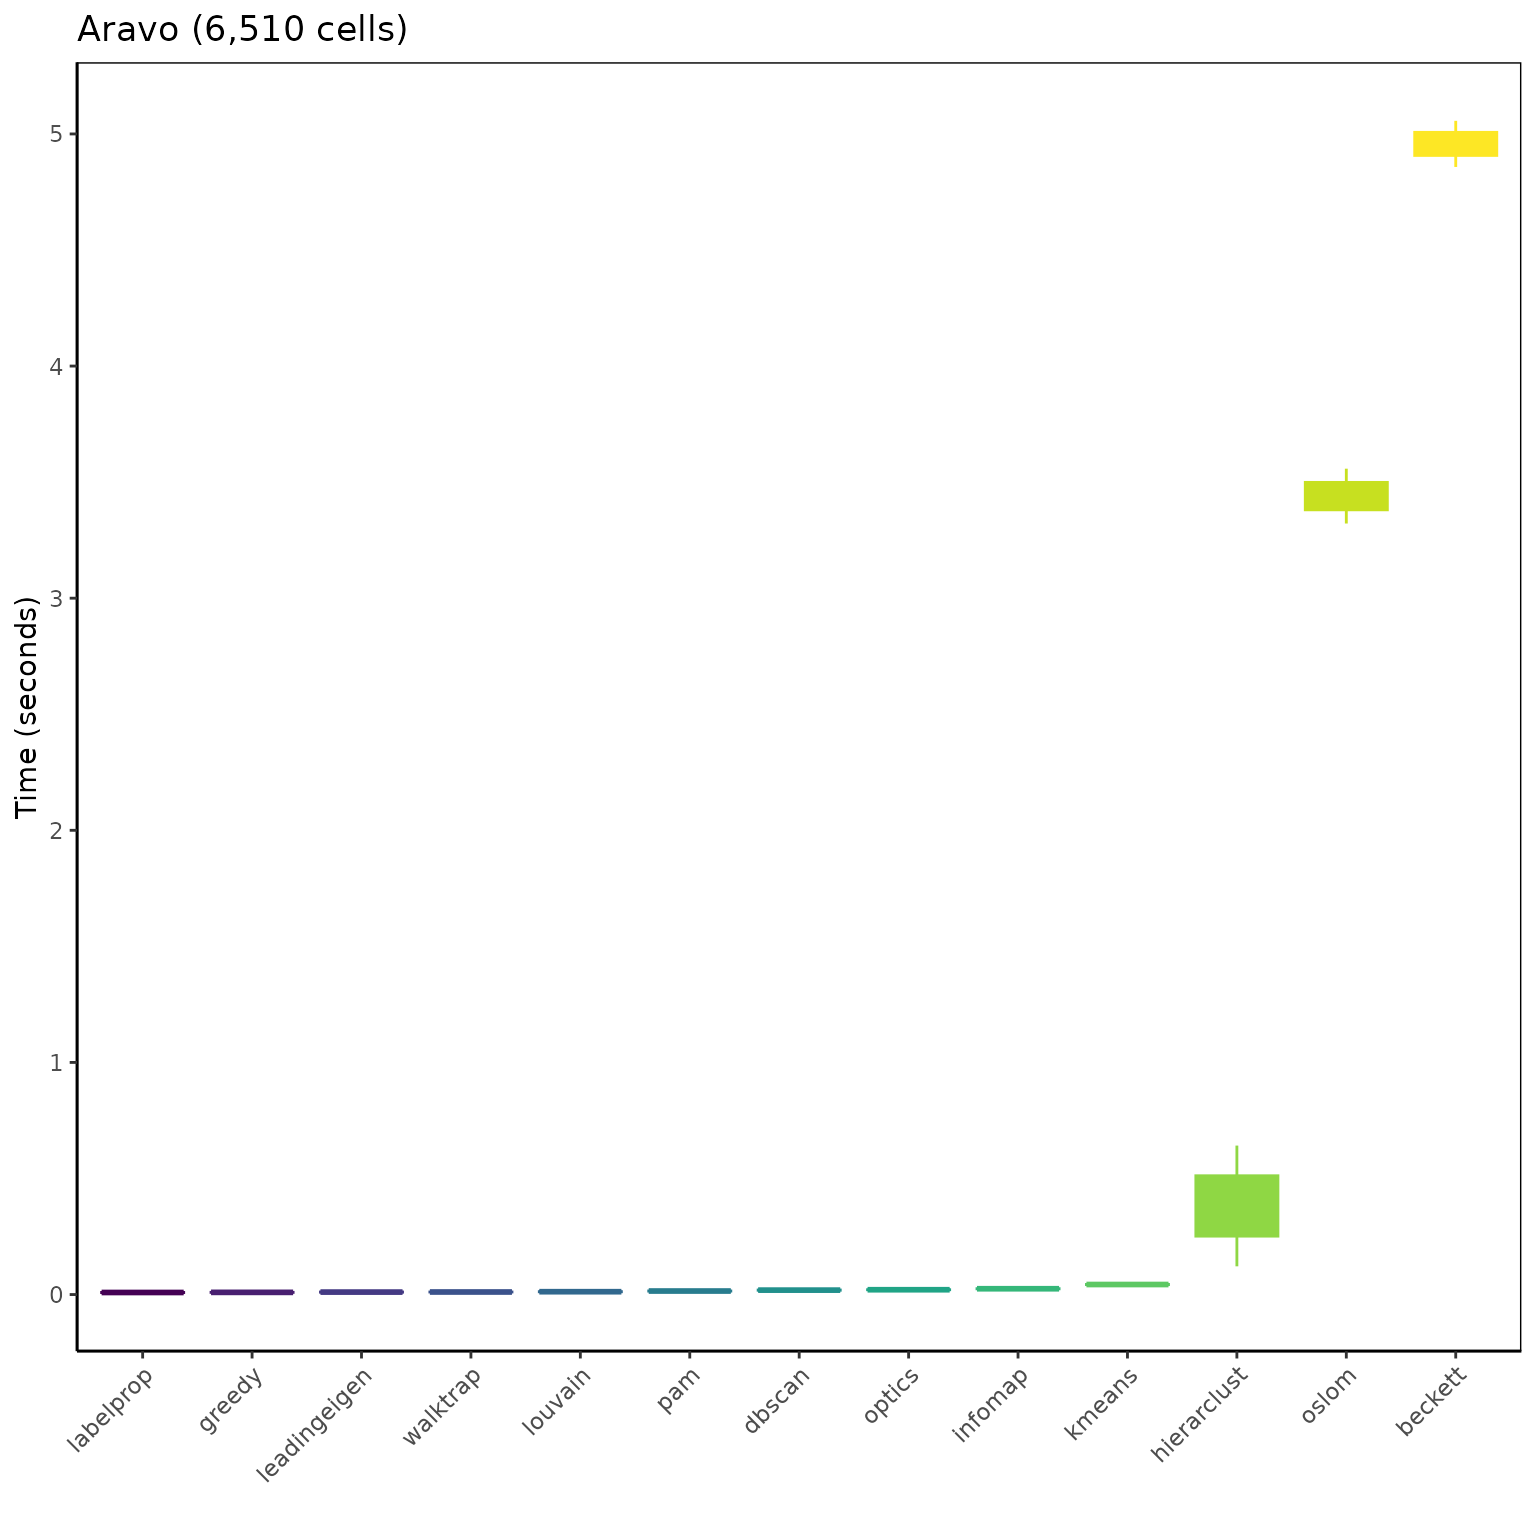 Aravo (6,510 cells)
Time (seconds)
5
4
3
2
1
0
labelprop
greedy
leadingeigen
walktrap
louvain
pam
dbscan
optics
infomap
kmeans
hierarclust
oslom
beckett